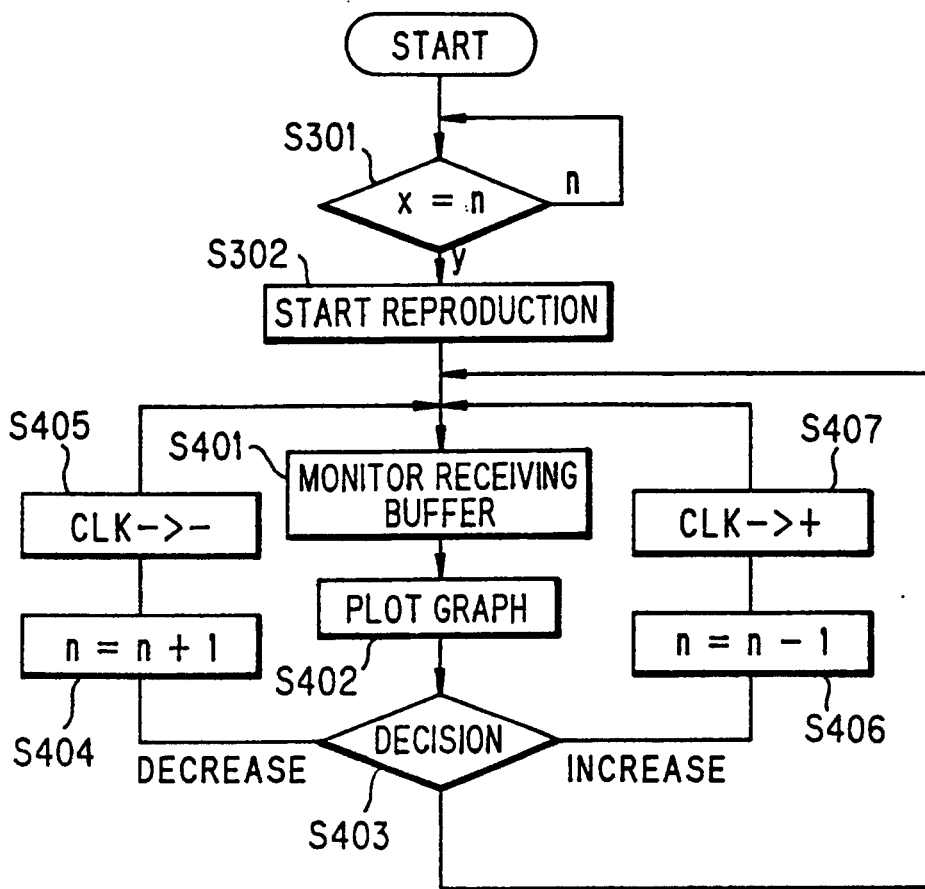 START
S301
x = n
n
y
S302
START REPRODUCTION
S405
S401
S407
MONITOR RECEIVING
BUFFER
CLK->-
CLK->+
PLOT GRAPH
n = n + 1
n = n - 1
S402
S404
S406
DECISION
DECREASE
INCREASE
S403